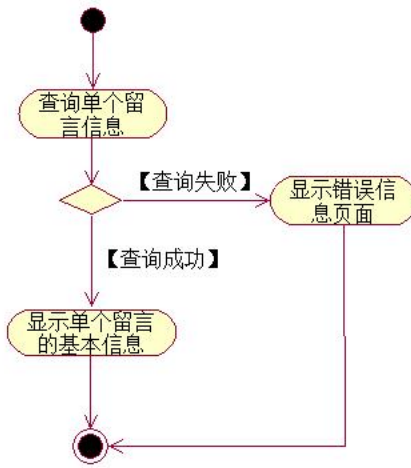 查询单个留
言信息
【查询失败】
显示错误信
息页面
【查询成功】
显示单个留言
的基本信息